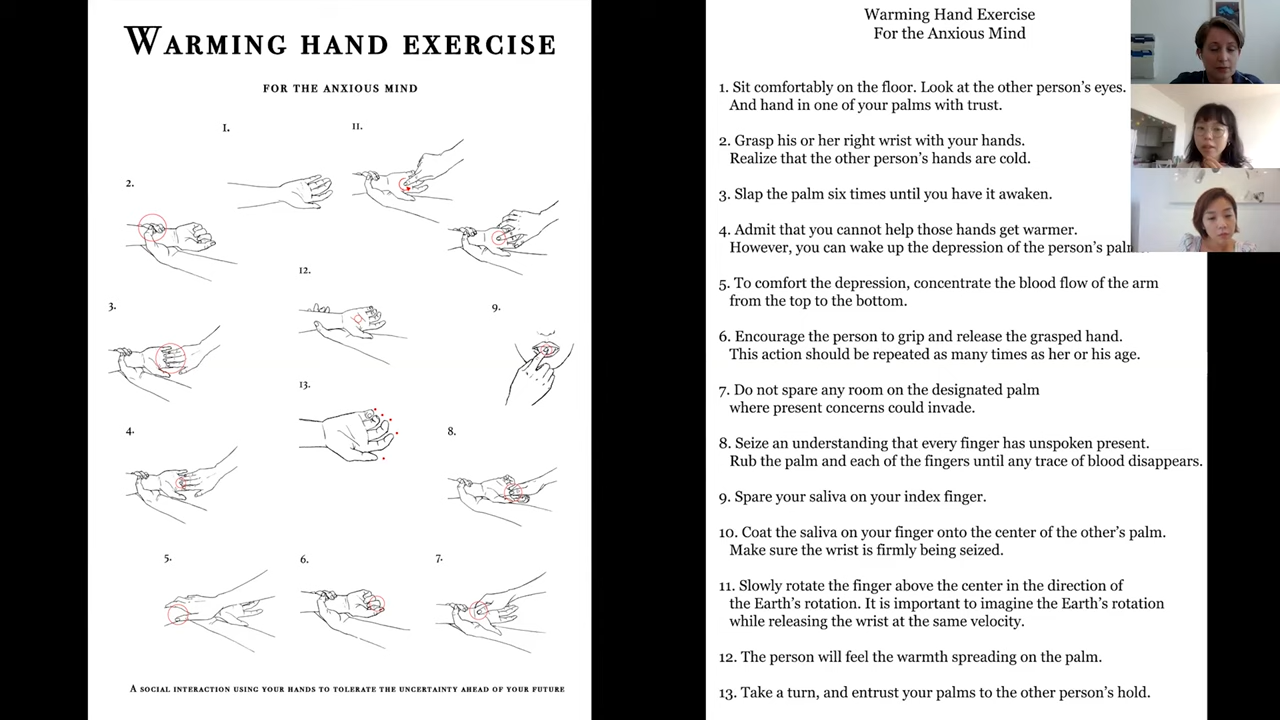 WARMING HAND EXERCISE
FOR THE ANXIOUS MIND
1.
11.
2.
12.
3.
9.
13.
4.
8.
5.
6.
7.
A SOCIAL INTERACTION USING YOUR HANDS TO TOLERATE THE UNCERTAINTY AHEAD OF YOUR FUTURE
Warming Hand Exercise
For the Anxious Mind
1. Sit comfortably on the floor. Look at the other person's eyes.
And hand in one of your palms with trust.
2. Grasp his or her right wrist with your hands.
Realize that the other person's hands are cold.
3. Slap the palm six times until you have it awaken.
4. Admit that you cannot help those hands get warmer.
However, you can wake up the depression of the person's
5. To comfort the depression, concentrate the blood flow of the arm
from the top to the bottom.
6. Encourage the person to grip and release the grasped hand.
This action should be repeated as many times as her or his age.
7. Do not spare any room on the designated palm
where present concerns could invade.
8. Seize an understanding that every finger has unspoken present.
Rub the palm and each of the fingers until any trace of blood disappears.
9. Spare your saliva on your index finger.
10. Coat the saliva on your finger onto the center of the other's palm.
Make sure the wrist is firmly being seized.
11. Slowly rotate the finger above the center in the direction of
the Earth's rotation. It is important to imagine the Earth's rotation
while releasing the wrist at the same velocity.
12. The person will feel the warmth spreading on the palm.
13. Take a turn, and entrust your palms to the other person's hold.